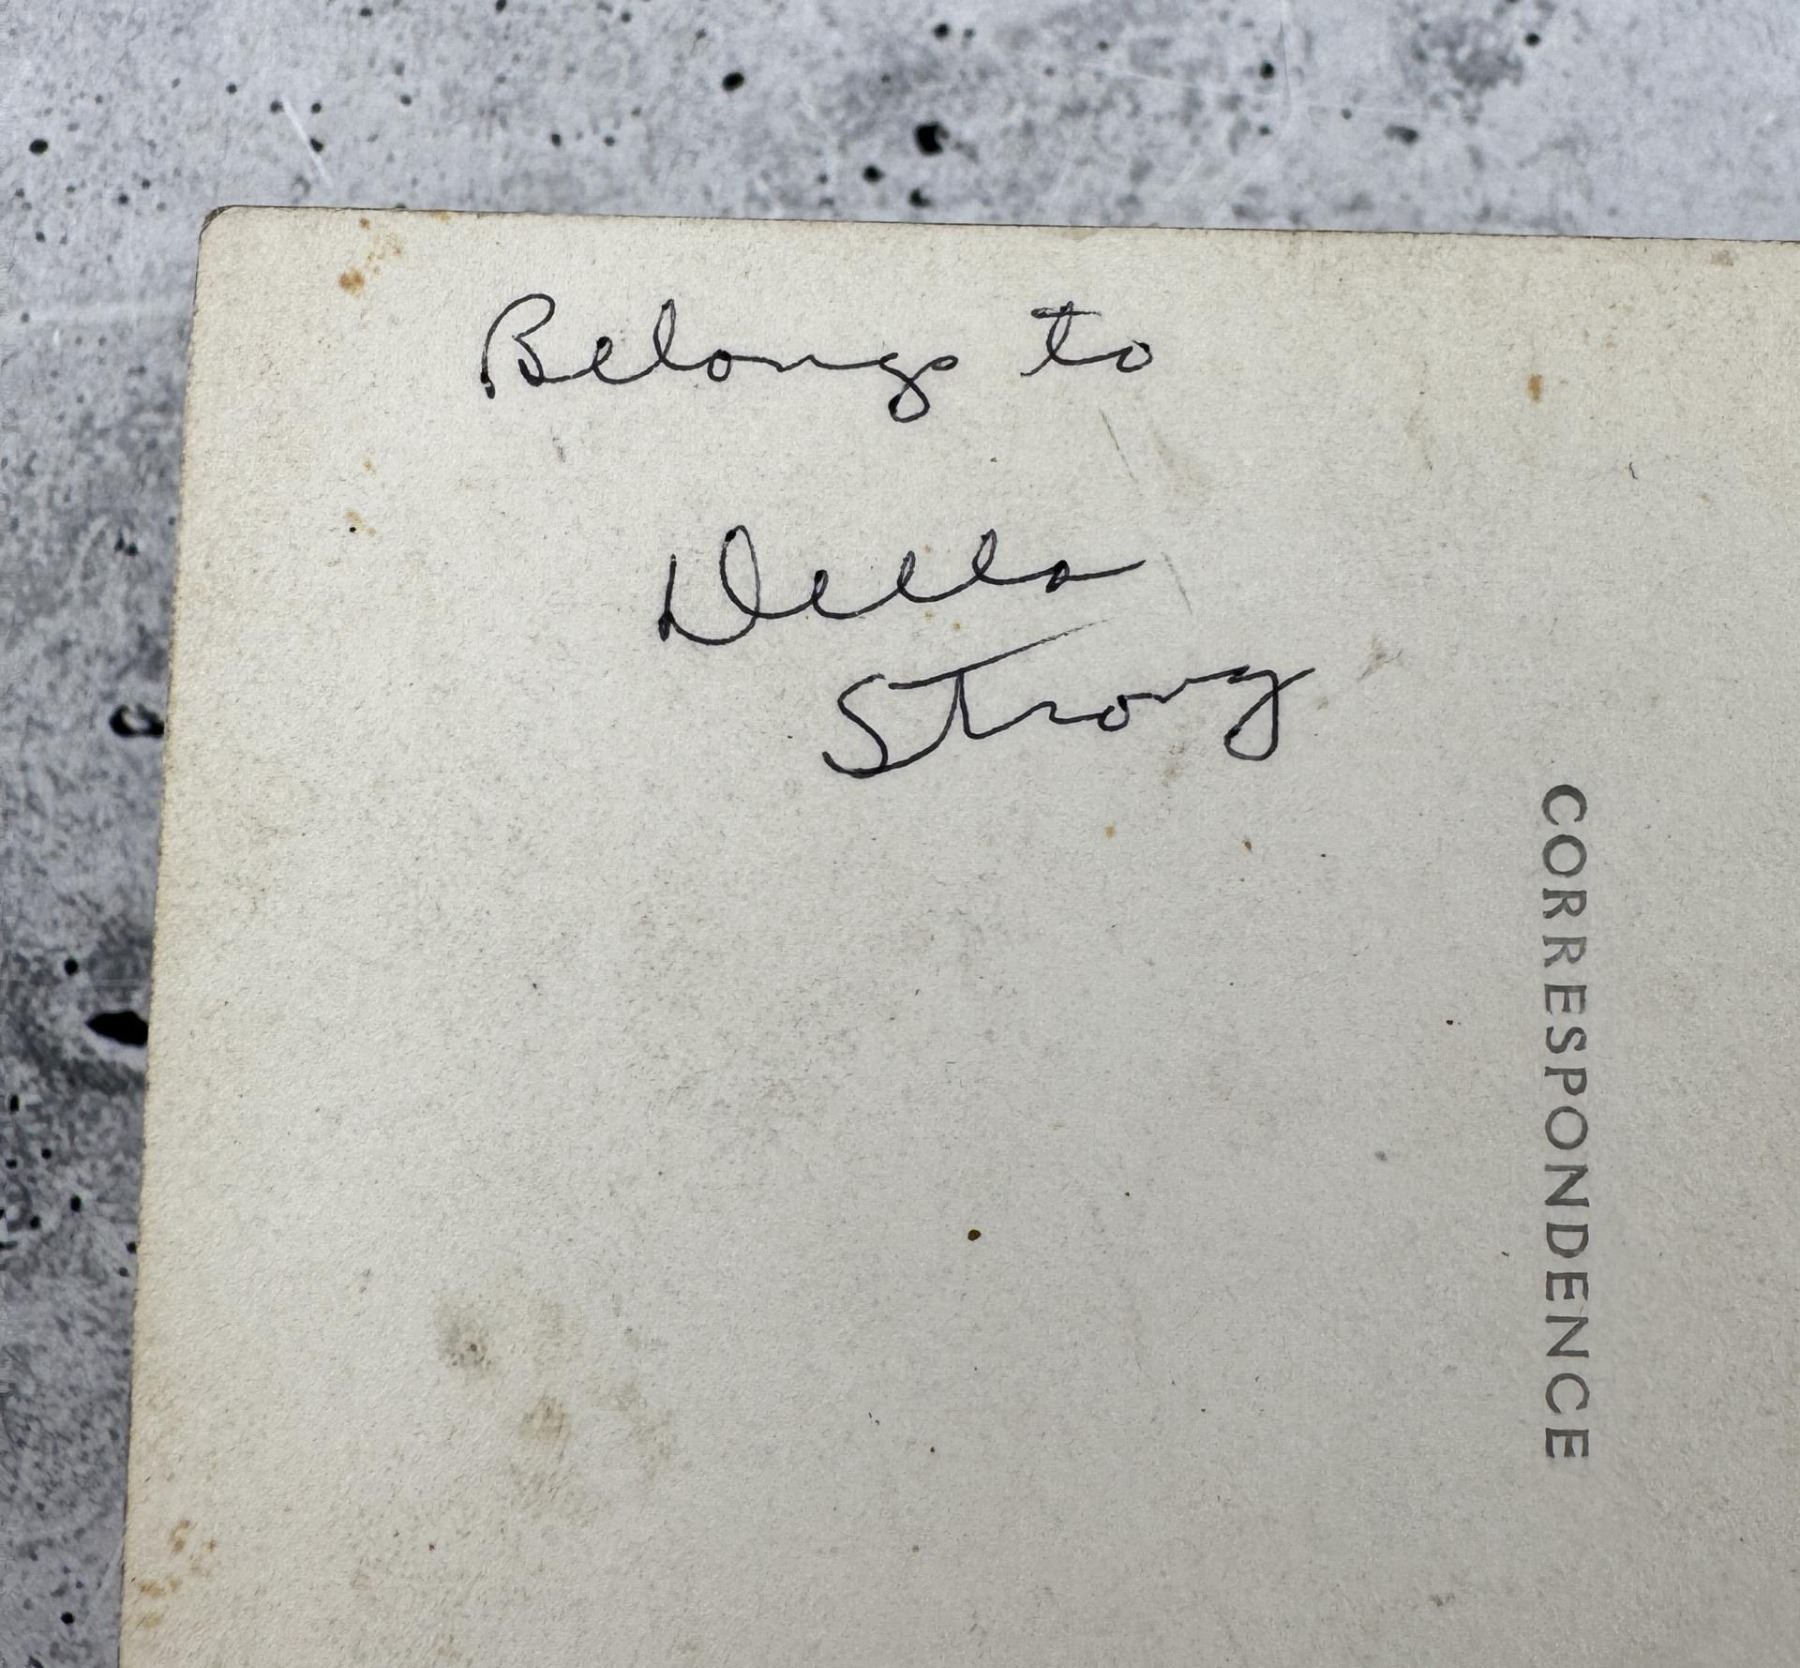 Belongs to
Della
Strong
CORRESPONDENCE